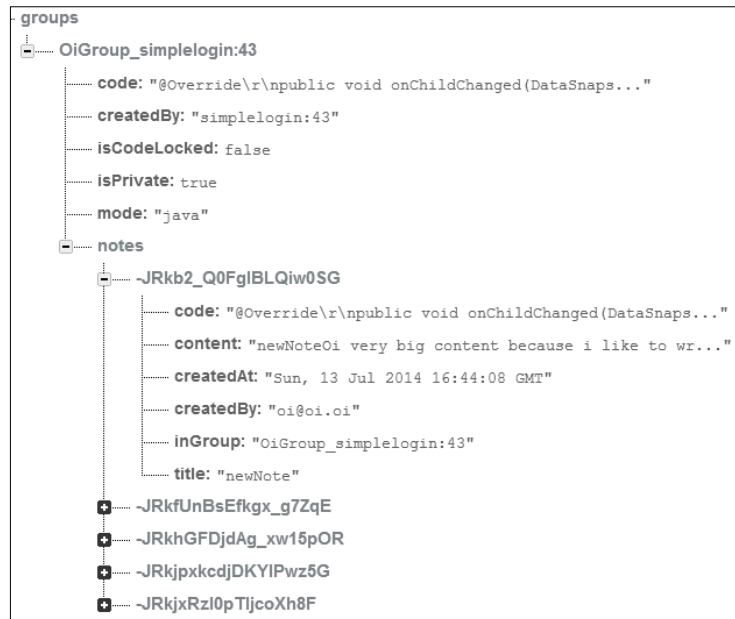 groups
OiGroup_simplelogin:43
code: "@Override\r\npublic void onChildChanged(DataSnaps..."
createdBy: "simplelogin:43"
isCodeLocked: false
isPrivate: true
mode: "java"
notes
-JRkb2_Q0FglBLQiw0SG
code: "@Override\r\npublic void onChildChanged(DataSnaps..."
content: "newNoteOi very big content because i like to wr..."
createdAt: "Sun, 13 Jul 2014 16:44:08 GMT"
createdBy: "oi@oi.oi"
inGroup: "OiGroup_simplelogin:43"
title: "newNote"
-JRkfUnBsEfkgx_g7ZqE
-JRkhGFDjdAg_xw15pOR
-JRkjpxkcdjDKYlPwz5G
-JRkjxRzl0pTljcoXh8F